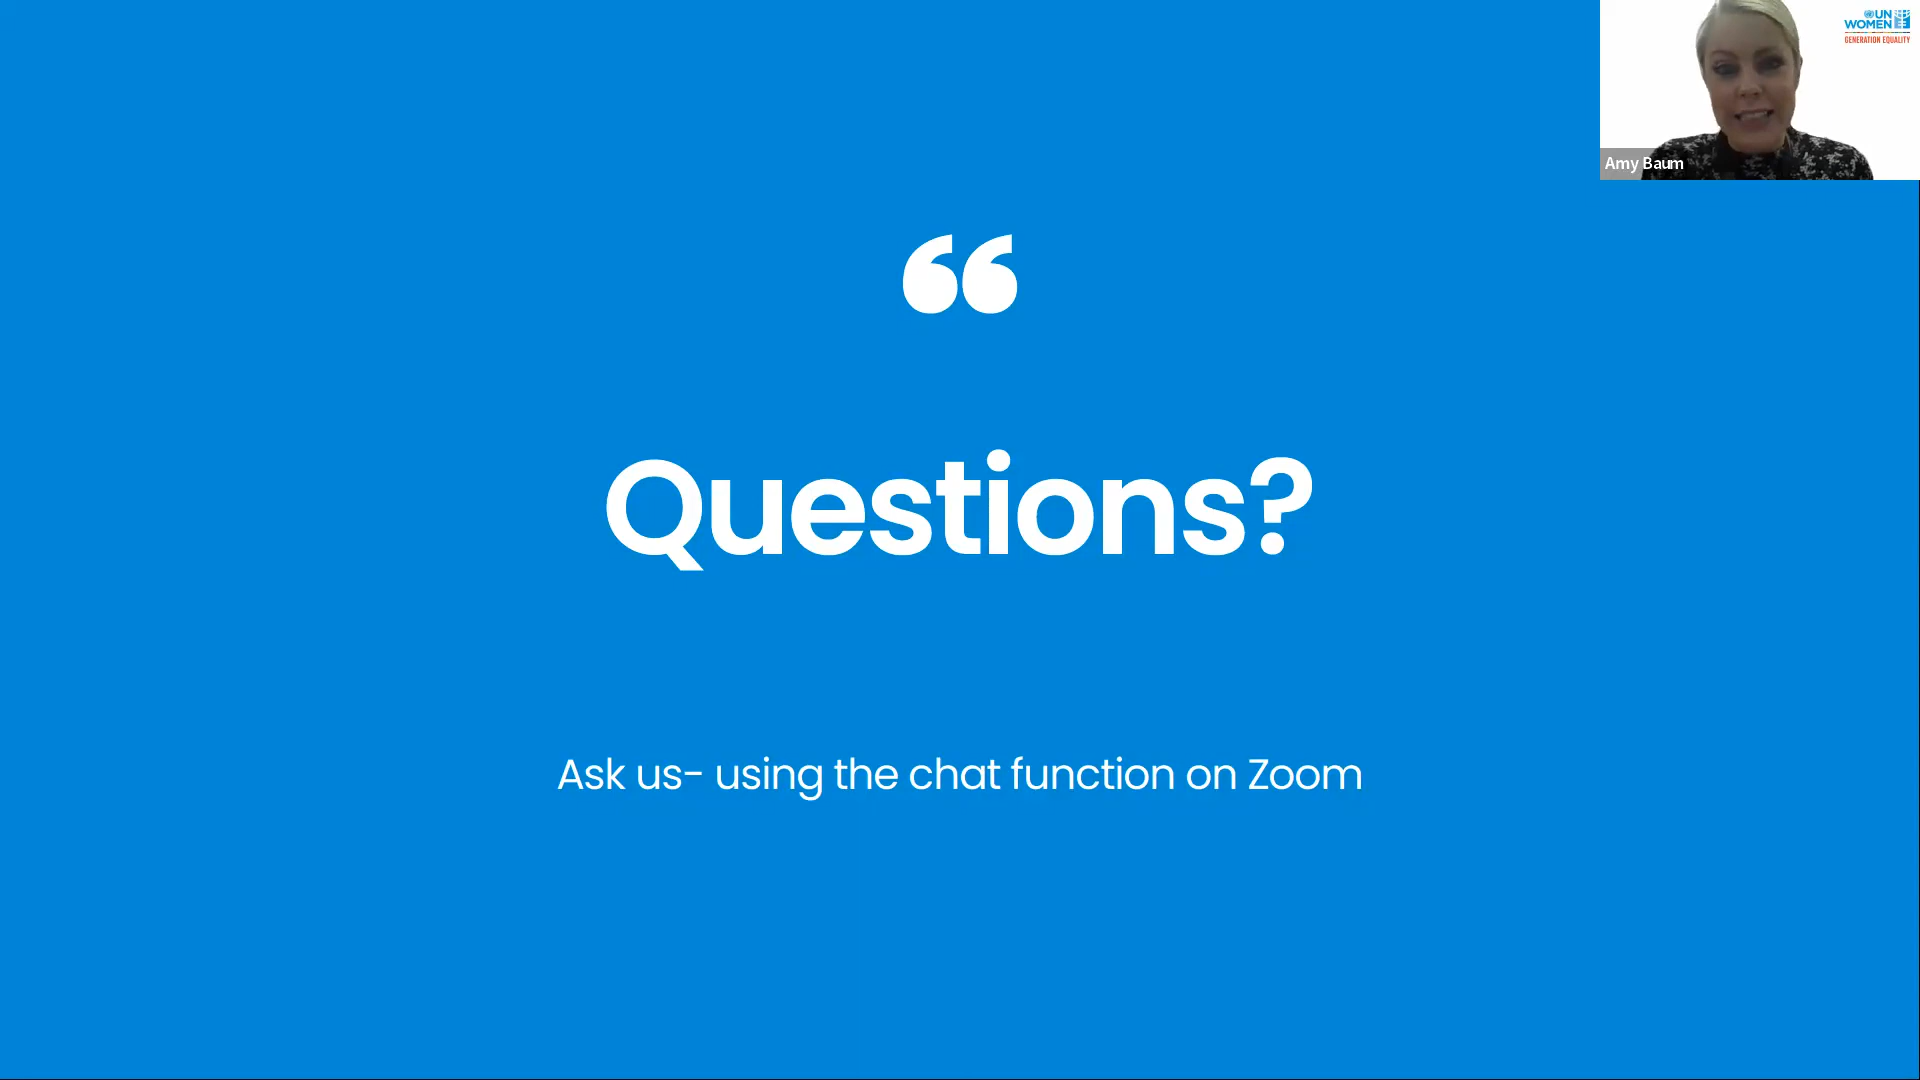 UN
WOMEN
GENERATION EQUALITY
Amy Baum
“
Questions?
Ask us- using the chat function on Zoom